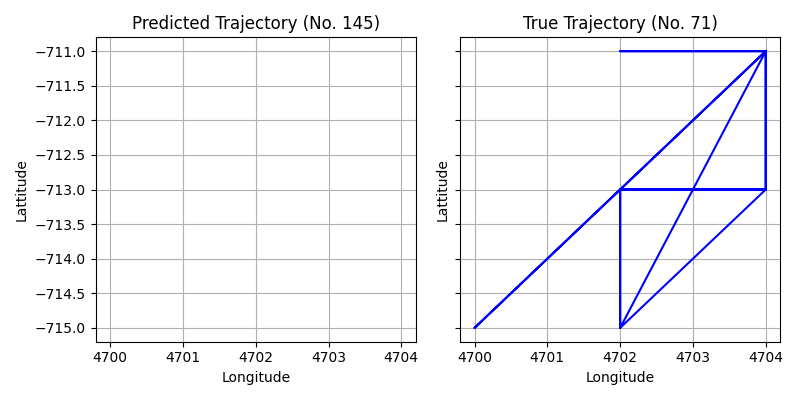 Predicted Trajectory (No. 145)
Lattitude
−711.0
−711.5
−712.0
−712.5
−713.0
−713.5
−714.0
−714.5
−715.0
4700 4701 4702 4703 4704
Longitude
True Trajectory (No. 71)
Lattitude
4700 4701 4702 4703 4704
Longitude